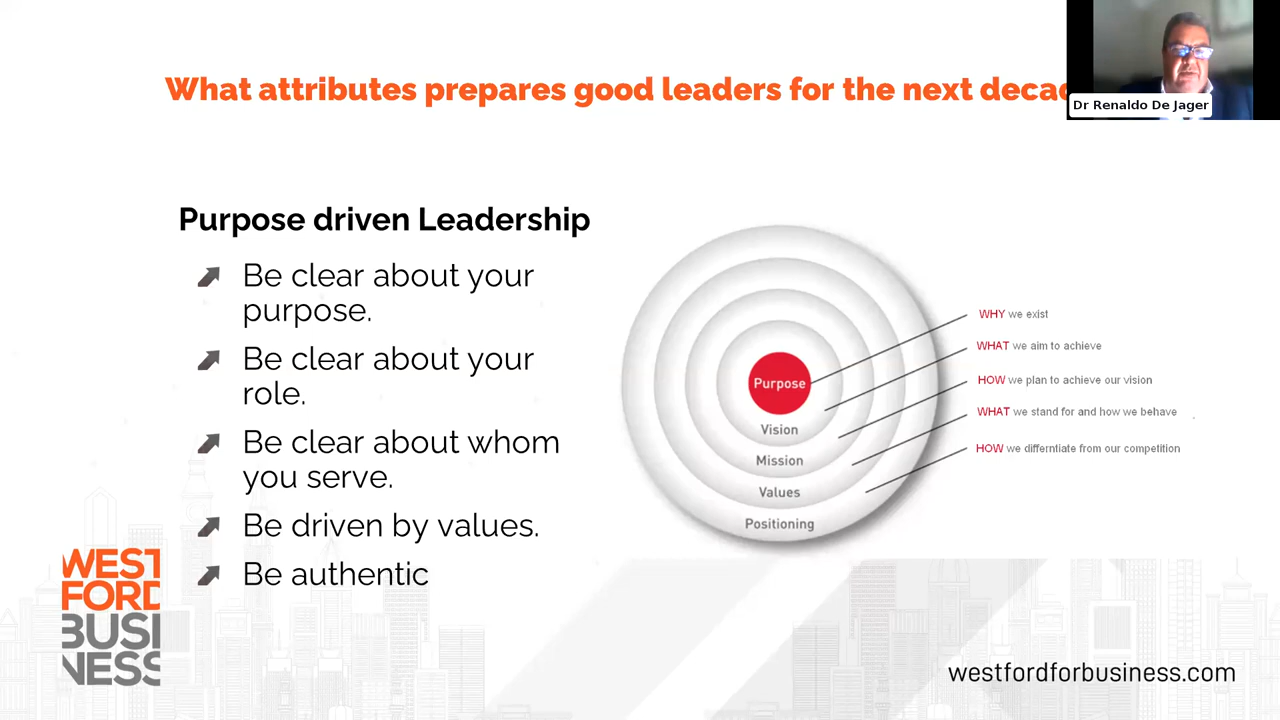 What attributes prepares good leaders for the next decad
Dr Renaldo De Jager
Purpose driven Leadership
Be clear about your
purpose.
Be clear about your
role.
Be clear about whom
you serve.
Be driven by values.
Be authentic
Purpose
Vision
Mission
Values
Positioning
WHY we exist
WHAT we aim to achieve
HOW we plan to achieve our vision
WHAT we stand for and how we behave
HOW we differntiate from our competition
WEST
FORD
BUSI
NESS
westfordforbusiness.com